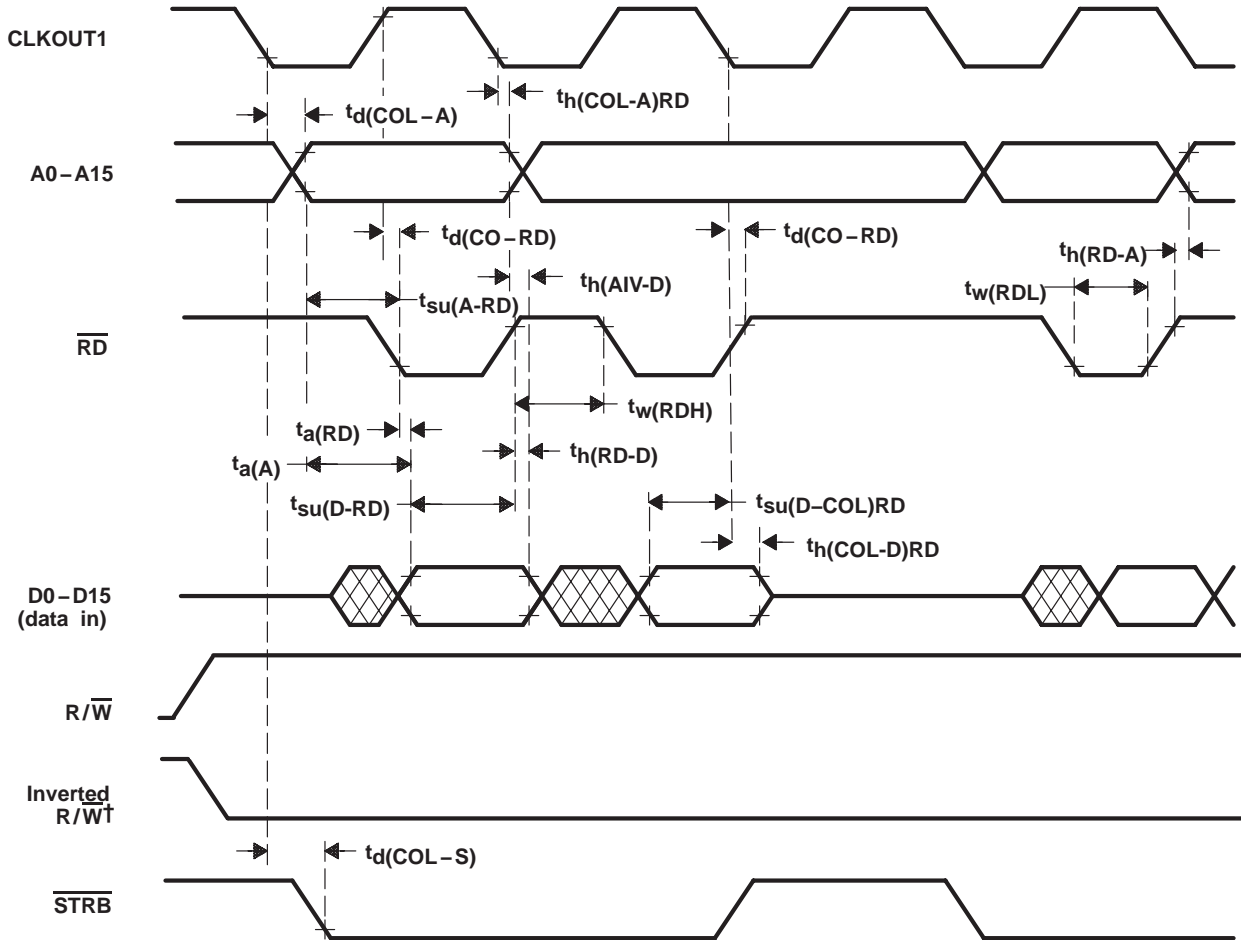 CLKOUT1
th(COL-A)RD
td(COL–A)
A0–A15
td(CO–RD)
td(CO–RD)
th(RD-A)
th(AIV-D)
tsu(A-RD)
tw(RDL)
RD
tw(RDH)
ta(RD)
th(RD-D)
ta(A)
tsu(D-RD)
tsu(D–COL)RD
th(COL-D)RD
D0–D15
(data in)
R/W
Inverted
R/W†
td(COL–S)
STRB